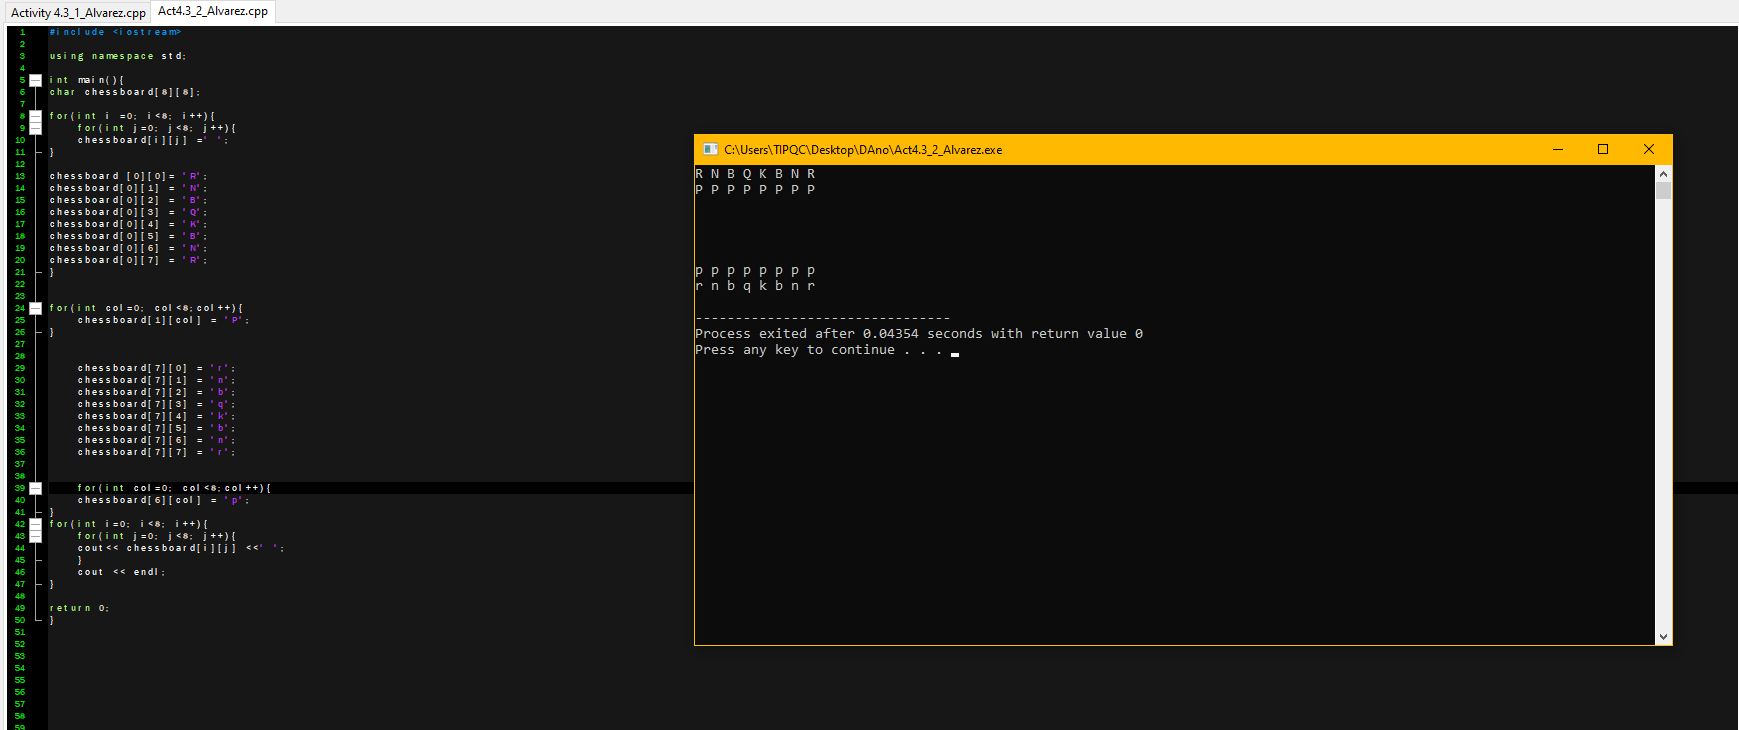 Activity 4.3_1_Alvarez.cpp Act4.3_2_Alvarez.cpp
1 #include <iostream>
2
3 using namespace std;
4
5 int main(){
6 char chessboard[8][8];
7
8 for(int i =0; i<8; i++){
9 for(int j=0; j<8; j++){
10 chessboard[i][j] =' ';
11 }
12
13 chessboard [0][0]= 'R';
14 chessboard[0][1] = 'N';
15 chessboard[0][2] = 'B';
16 chessboard[0][3] = 'Q';
17 chessboard[0][4] = 'K';
18 chessboard[0][5] = 'B';
19 chessboard[0][6] = 'N';
20 chessboard[0][7] = 'R';
21 }
22
23
24 for(int col=0; col<8;col++){
25 chessboard[1][col] = 'P';
26 }
27
28
29 chessboard[7][0] = 'r';
30 chessboard[7][1] = 'n';
31 chessboard[7][2] = 'b';
32 chessboard[7][3] = 'q';
33 chessboard[7][4] = 'k';
34 chessboard[7][5] = 'b';
35 chessboard[7][6] = 'n';
36 chessboard[7][7] = 'r';
37
38
39 for(int col=0; col<8;col++){
40 chessboard[6][col] = 'p';
41 }
42 for(int i=0; i<8; i++){
43 for(int j=0; j<8; j++){
44 cout<< chessboard[i][j] <<' ';
45 }
46 cout << endl;
47 }
48
49 return 0;
50 }
51
52
53
54
55
56
57
58
59
C:\Users\TIPQC\Desktop\DAno\Act4.3_2_Alvarez.exe
R N B Q K B N R
P P P P P P P P
p p p p p p p p
r n b q k b n r
--------------------------------
Process exited after 0.04354 seconds with return value 0
Press any key to continue . . .